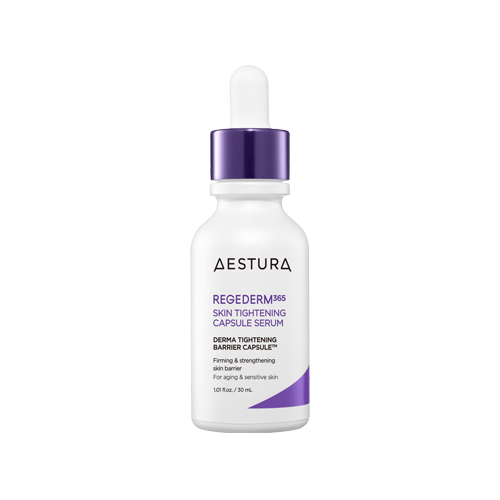 AESTURA
REGEDERM365
SKIN TIGHTENING
CAPSULE SERUM
DERMA TIGHTENING
BARRIER CAPSULE™
Firming & strengthening
skin barrier
For aging & sensitive skin
1.01 fl.oz. / 30 mL